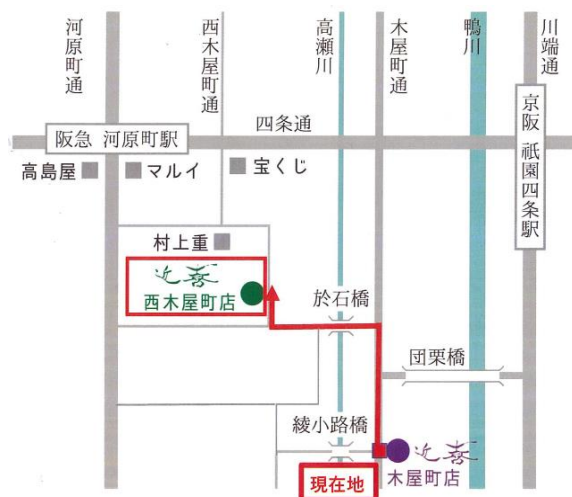 河原町通
西木屋町通
高瀬川
木屋町通
鴨川
川端通
阪急 河原町駅
四条通
京阪 祇園四条駅
高島屋
マルイ
宝くじ
村上重
近喜
西木屋町店
於石橋
団栗橋
綾小路橋
近喜
木屋町店
現在地